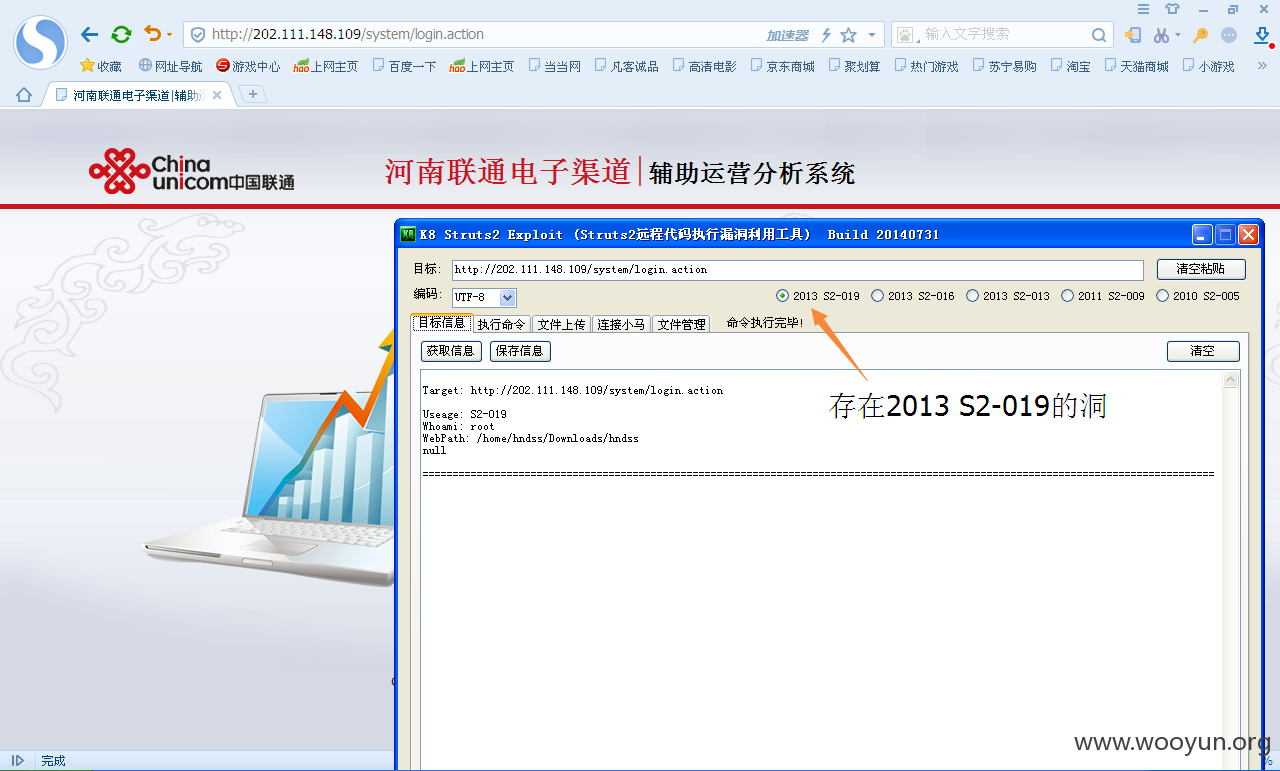 http://202.111.148.109/system/login.action
加速器
输入文字搜索
收藏 网址导航 游戏中心 hao上网主页 百度一下 hao上网主页 当当网 凡客诚品 高清电影 京东商城 聚划算 热门游戏 苏宁易购 淘宝 天猫商城 小游戏 »
河南联通电子渠道|辅助
China
unicom中国联通
河南联通电子渠道|辅助运营分析系统
K8 Struts2 Exploit (Struts2远程代码执行漏洞利用工具) Build 20140731
目标: http://202.111.148.109/system/login.action 清空粘贴
编码: UTF-8 2013 S2-019 2013 S2-016 2013 S2-013 2011 S2-009 2010 S2-005
目标信息 执行命令 文件上传 连接小马 文件管理 命令执行完毕!
获取信息 保存信息 清空
Target: http://202.111.148.109/system/login.action
Useage: S2-019
Whoami: root
WebPath: /home/hndss/Downloads/hndss
null
存在2013 S2-019的洞
www.wooyun.org
完成